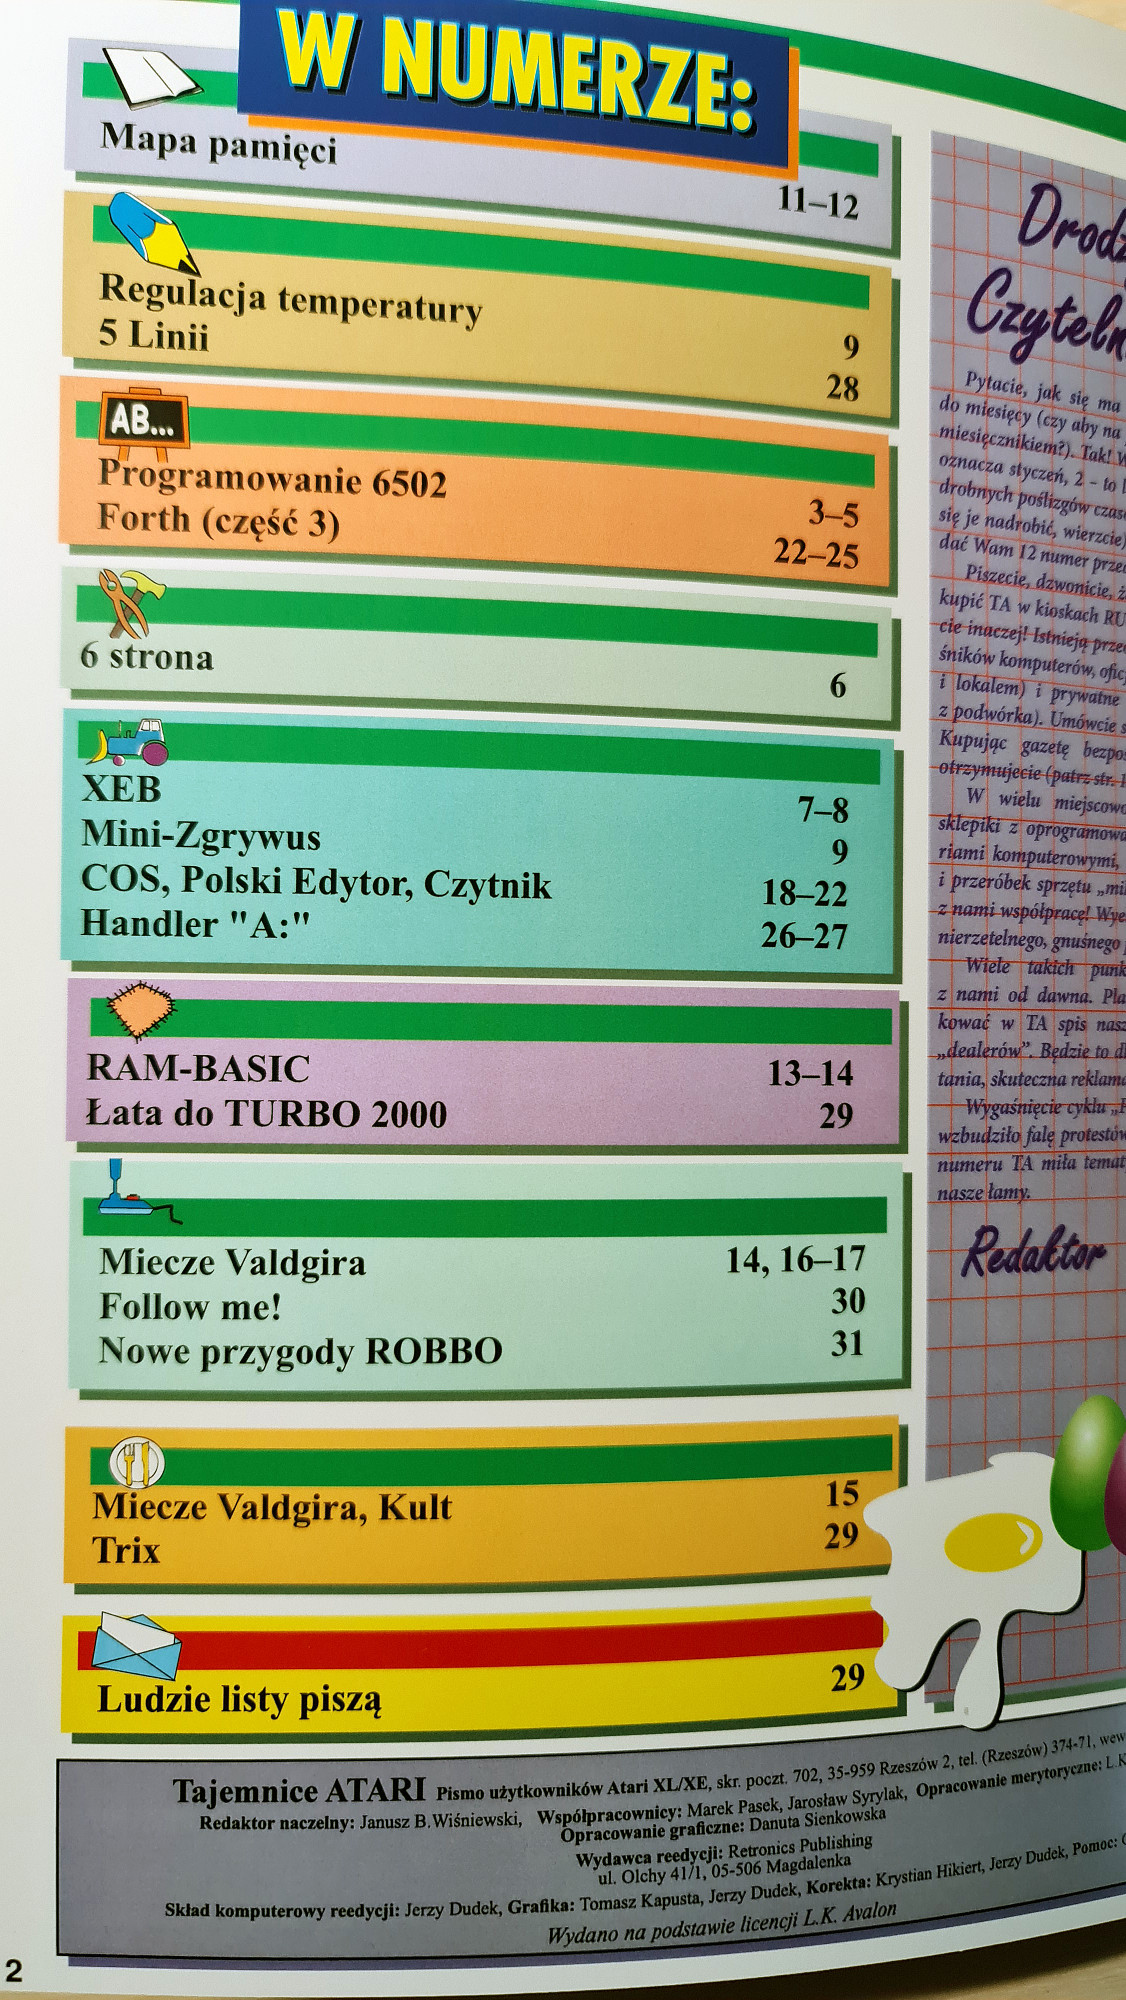 W NUMERZE:
Mapa pamięci
11–12
Regulacja temperatury
9
5 Linii
28
AB...
Programowanie 6502
3–5
Forth (część 3)
22–25
6 strona
6
XEB
7–8
Mini-Zgrywus
9
COS, Polski Edytor, Czytnik
18–22
Handler "A:"
26–27
RAM-BASIC
13–14
Łata do TURBO 2000
29
Miecze Valdgira
14, 16–17
Follow me!
30
Nowe przygody ROBBO
31
Miecze Valdgira, Kult
15
Trix
29
Ludzie listy piszą
29
Pytacie, jak się ma
do miesięcy (czy aby na
miesięcznikiem?). Tak!
oznacza styczeń, 2 – to
drobnych poślizgów
się je nadrobić, wierzcie)
dać Wam 12 numer
Piszecie, dzwonicie,
kupić TA w kioskach
cie inaczej! Istnieją
śników komputerów,
i lokalem) i prywatne
z podwórka). Umówcie
Kupując gazetę
otrzymujecie (patrz str.
W wielu
sklepiki z
riami komputerowymi,
i przeróbek sprzętu
z nami współpracę!
nierzetelnego, gnuśnego
Wiele takich
z nami od dawna.
kować w TA spis
„dealerów”. Będzie to
tania, skuteczna
Wygaśnięcie cyklu
wzbudziło falę protestów
numeru TA miła
nasze łamy.
Redaktor
Tajemnice ATARI Pismo użytkowników Atari XL/XE, skr. poczt. 702, 35-959 Rzeszów 2, tel. (Rzeszów) 374-71,
Redaktor naczelny: Janusz B.Wiśniewski, Współpracownicy: Marek Pasek, Jarosław Syrylak, Opracowanie merytoryczne:
Opracowanie graficzne: Danuta Sienkowska
Wydawca reedycji: Retronics Publishing
ul. Olchy 41/1, 05-506 Magdalenka
Skład komputerowy reedycji: Jerzy Dudek, Grafika: Tomasz Kapusta, Jerzy Dudek, Korekta: Krystian Hikiert, Jerzy Dudek, Pomoc:
Wydano na podstawie licencji L.K. Avalon
2